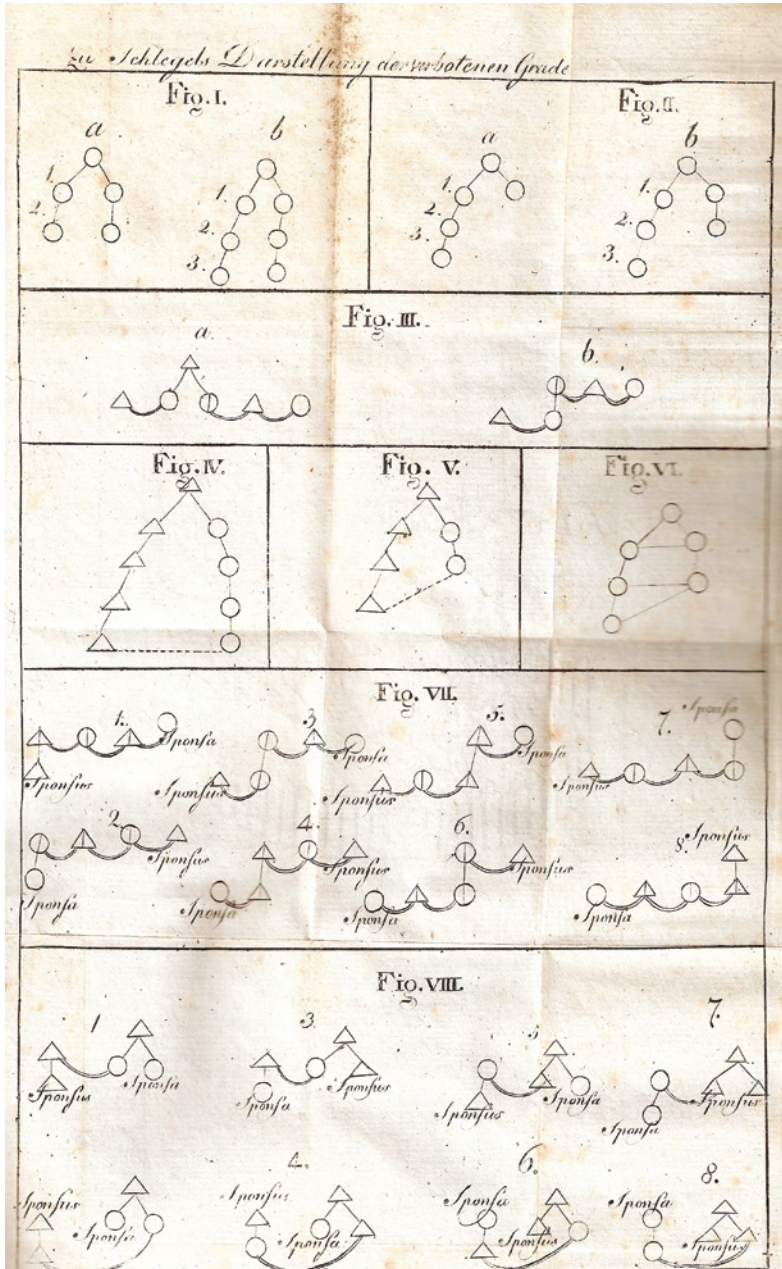 zu Schlegels Darstellung der verbotenen Grade
Fig. I.
Fig. II.
a
b
a
b
1.
2.
1.
2.
3.
1.
2.
3.
1.
2.
3.
Fig. III.
a.
b.
Fig. IV.
Fig. V.
Fig. VI.
Fig. VII.
1.
3
5.
7.
Sponsa
Sponsa
Sponsa
Sponsa
Sponsus
Sponsus
Sponsus
Sponsus
2.
4.
6.
8.
Sponsus
Sponsus
Sponsus
Sponsus
Sponsa
Sponsa
Sponsa
Sponsa
Fig. VIII.
1
3.
5
7.
Sponsus
Sponsa
Sponsa
Sponsus
Sponsus
Sponsa
Sponsa
Sponsus
4.
6.
8.
Sponsus
Sponsa
Sponsus
Sponsa
Sponsa
Sponsus
Sponsa
Sponsus